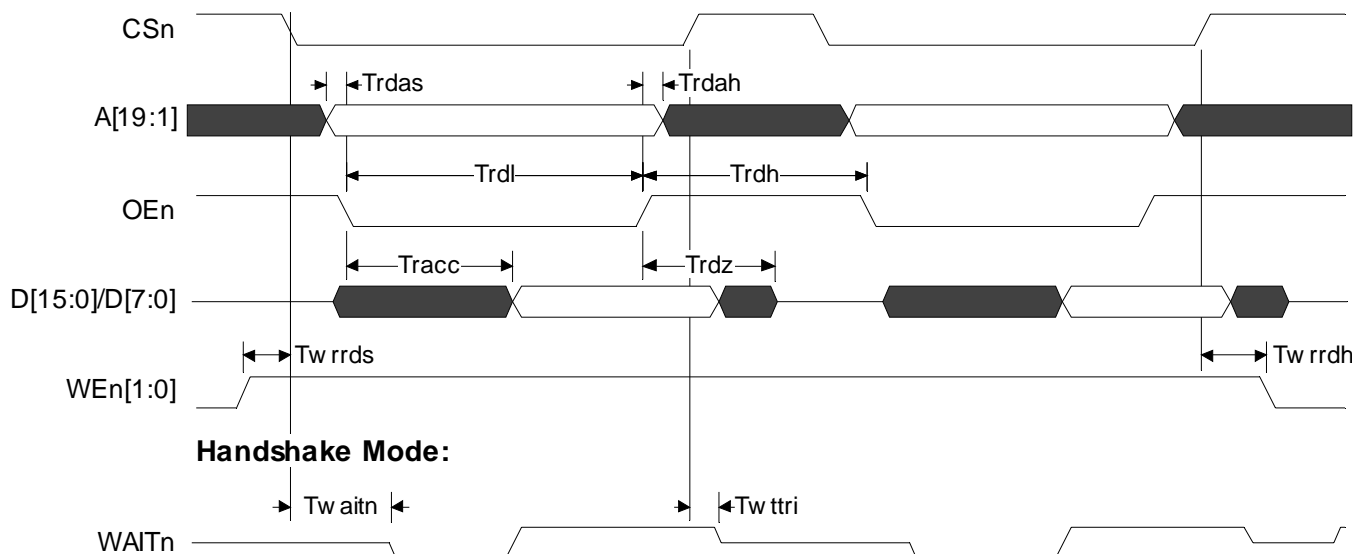 CSn
Trdas
Trdah
A[19:1]
Trdl
Trdh
OEn
Tracc
Trdz
D[15:0]/D[7:0]
Tw rrds
Tw rrdh
WEn[1:0]
Handshake Mode:
Tw aitn
Tw ttri
WAITn